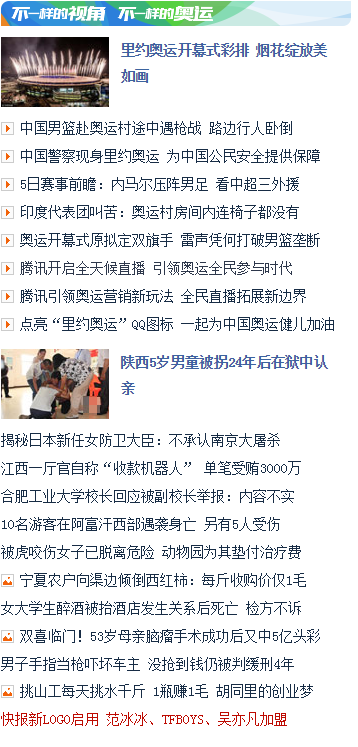 不一样的视角 不一样的奥运
里约奥运开幕式彩排 烟花绽放美
如画
中国男篮赴奥运村途中遇枪战 路边行人卧倒
中国警察现身里约奥运 为中国公民安全提供保障
5日赛事前瞻：内马尔压阵男足 看中超三外援
印度代表团叫苦：奥运村房间内连椅子都没有
奥运开幕式原拟定双旗手 雷声凭何打破男篮垄断
腾讯开启全天候直播 引领奥运全民参与时代
腾讯引领奥运营销新玩法 全民直播拓展新边界
点亮“里约奥运”QQ图标 一起为中国奥运健儿加油
陕西5岁男童被拐24年后在狱中认
亲
揭秘日本新任女防卫大臣：不承认南京大屠杀
江西一厅官自称“收款机器人” 单笔受贿3000万
合肥工业大学校长回应被副校长举报：内容不实
10名游客在阿富汗西部遇袭身亡 另有5人受伤
被虎咬伤女子已脱离危险 动物园为其垫付治疗费
宁夏农户向渠边倾倒西红柿：每斤收购价仅1毛
女大学生醉酒被抬酒店发生关系后死亡 检方不诉
双喜临门！53岁母亲脑瘤手术成功后又中5亿头彩
男子手指当枪吓坏车主 没抢到钱仍被判缓刑4年
挑山工每天挑水千斤 1瓶赚1毛 胡同里的创业梦
快报新LOGO启用 范冰冰、TFBOYS、吴亦凡加盟